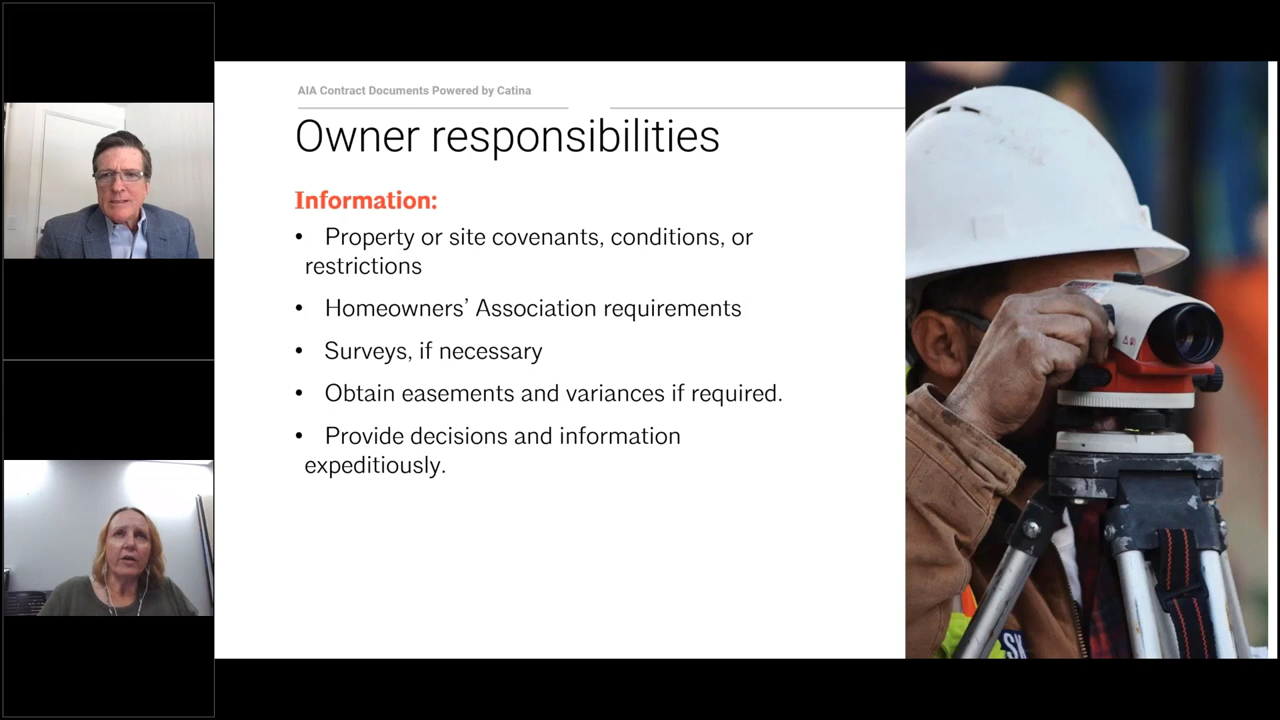 AIA Contract Documents Powered by Catina
Owner responsibilities
Information:
• Property or site covenants, conditions, or
restrictions
• Homeowners’ Association requirements
• Surveys, if necessary
• Obtain easements and variances if required.
• Provide decisions and information
expeditiously.